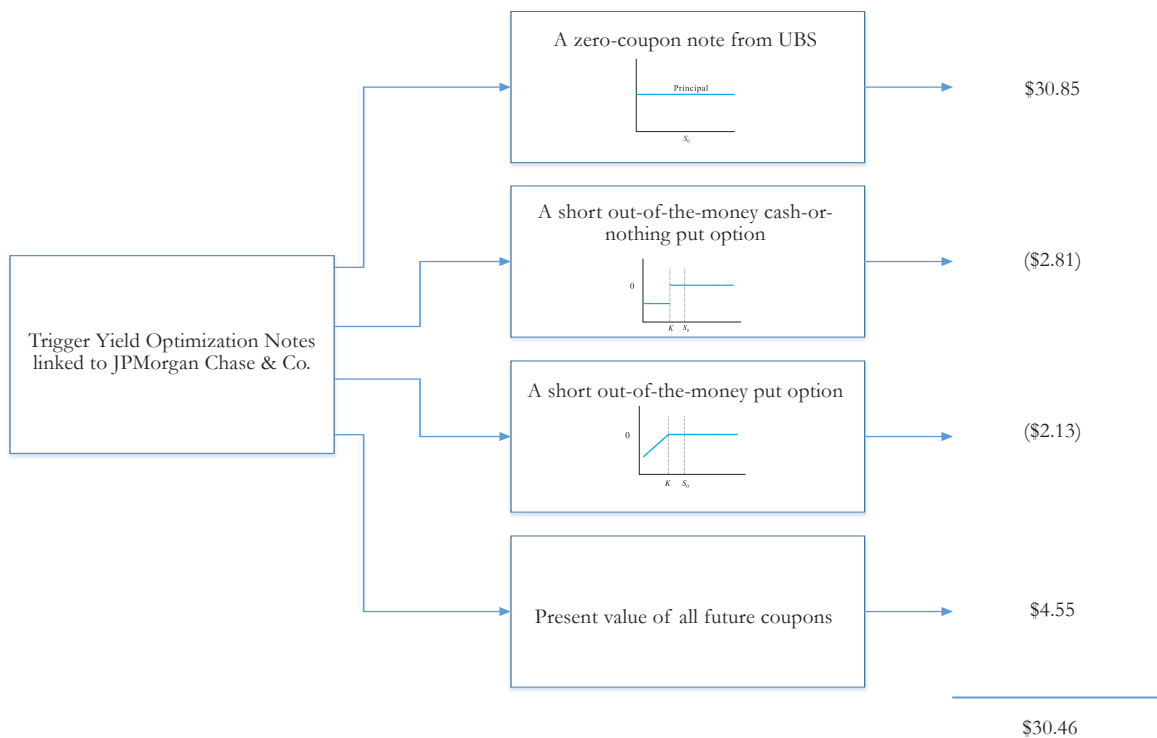 A zero-coupon note from UBS
Principal
S0
$30.85
A short out-of-the-money cash-or-
nothing put option
0
K S0
($2.81)
Trigger Yield Optimization Notes
linked to JPMorgan Chase & Co.
A short out-of-the-money put option
0
K S0
($2.13)
Present value of all future coupons
$4.55
$30.46